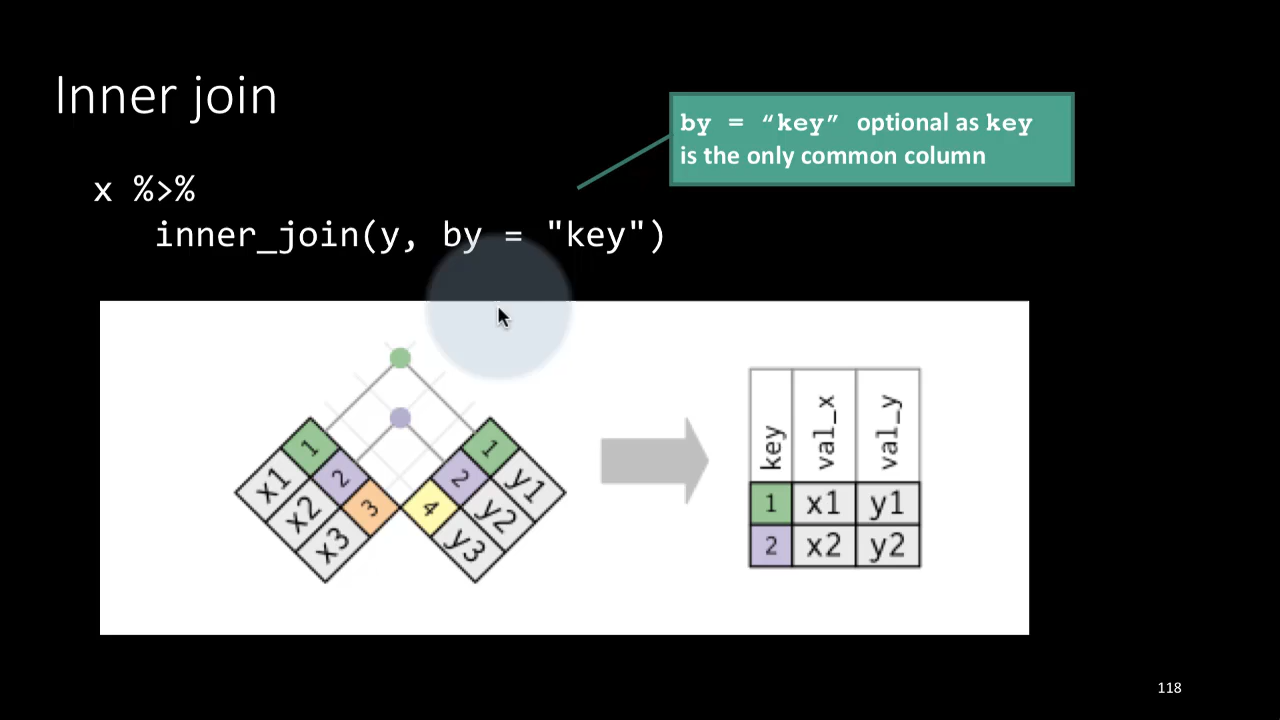 Inner join
by = “key” optional as key
is the only common column
x %>%
inner_join(y, by = "key")
1 1
2 2
3 4
x1 y1
x2 y2
x3 y3
key val_x val_y
1 x1 y1
2 x2 y2
118